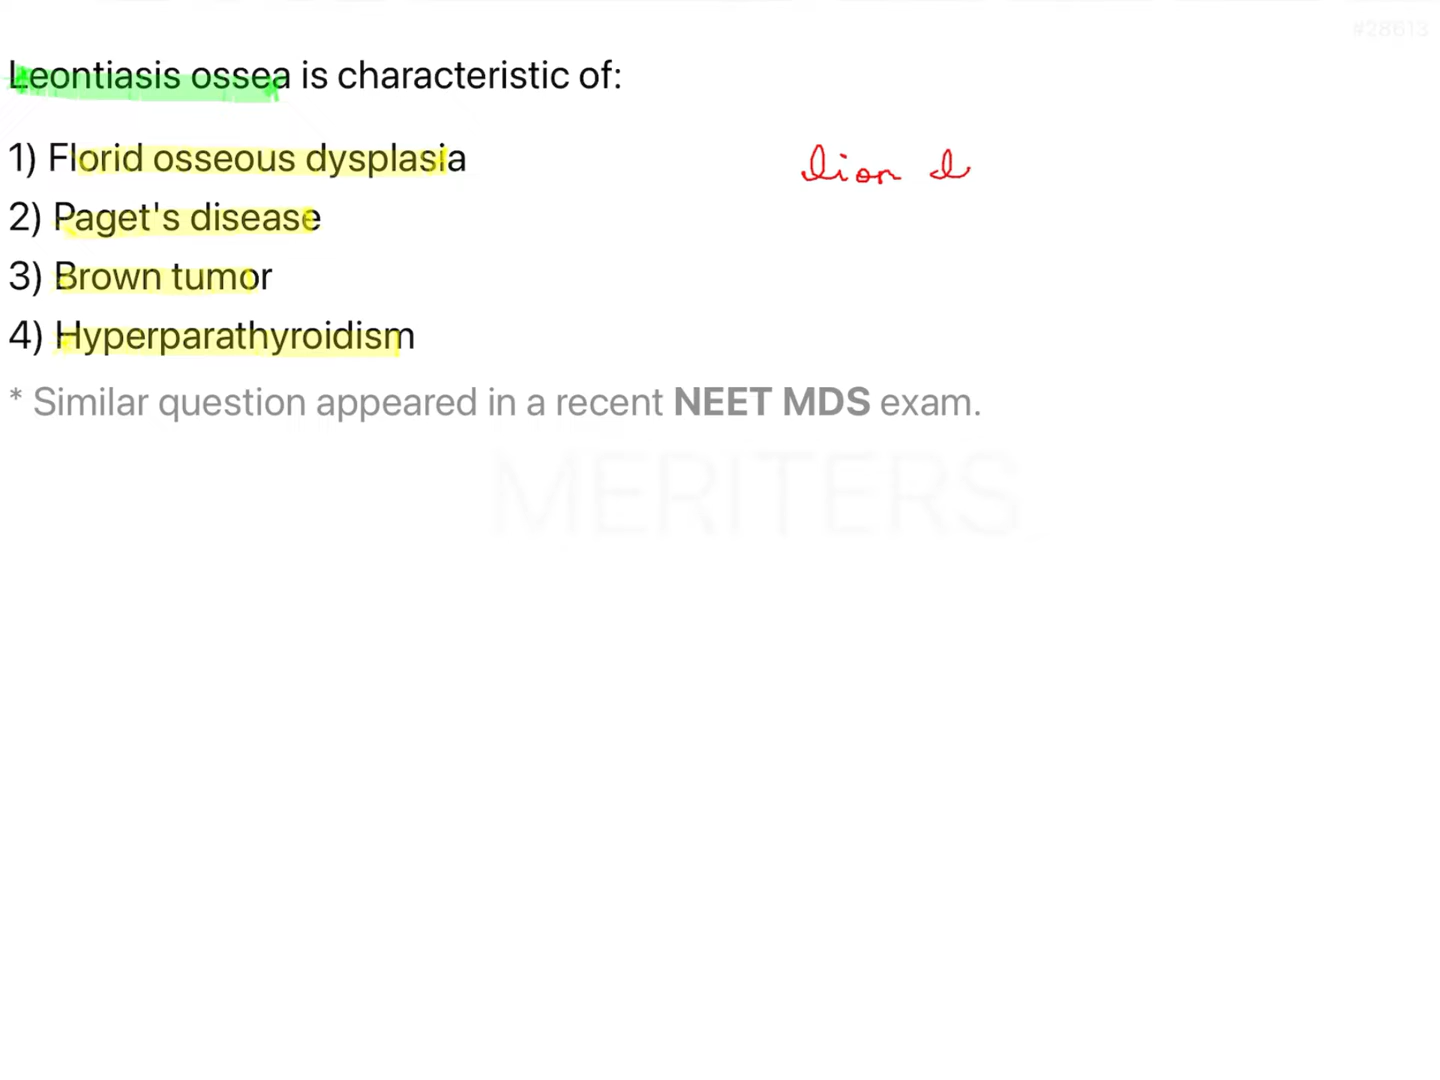 #28613
Leontiasis ossea is characteristic of:
1) Florid osseous dysplasia
lion
2) Paget's disease
3) Brown tumor
4) Hyperparathyroidism
* Similar question appeared in a recent NEET MDS exam.
MERITERS